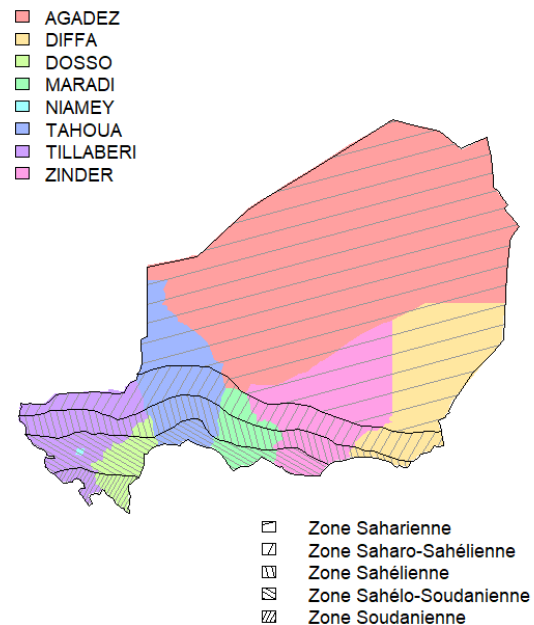 AGADEZ
DIFFA
DOSSO
MARADI
NIAMEY
TAHOUA
TILLABERI
ZINDER
Zone Saharienne
Zone Saharo-Sahélienne
Zone Sahélienne
Zone Sahélo-Soudanienne
Zone Soudanienne